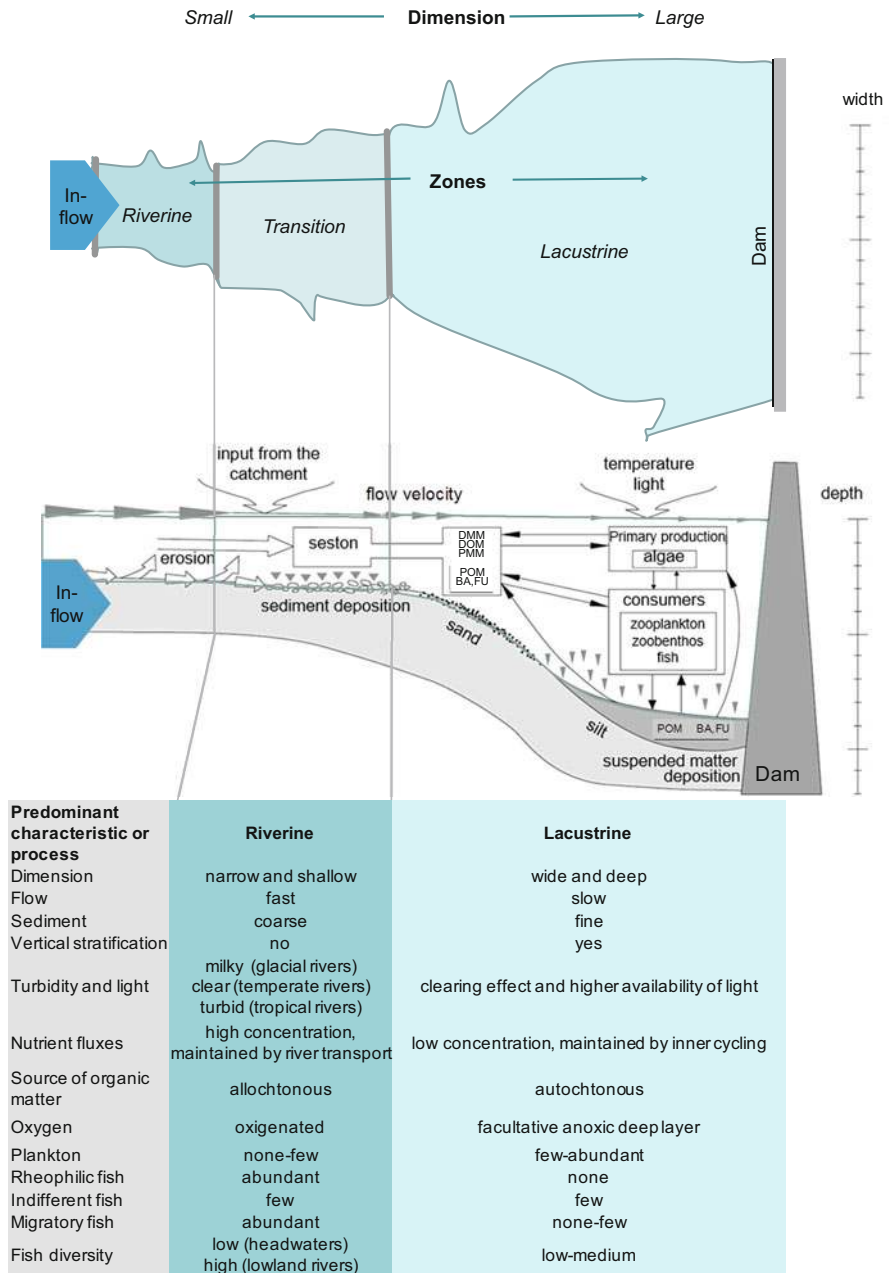 Small Dimension Large
width
In-
flow
Riverine
Transition
Zones
Lacustrine
Dam
input from the
catchment
flow velocity
temperature
light
depth
erosion
seston
DMM
DOM
PMM
POM
BA,FU
Primary production
algae
consumers
zooplankton
zoobenthos
fish
In-
flow
sediment deposition
sand
silt
POM BA,FU
suspended matter
deposition
Dam
Predominant
characteristic or
process
Riverine Lacustrine
Dimension narrow and shallow wide and deep
Flow fast slow
Sediment coarse fine
Vertical stratification no yes
milky (glacial rivers)
Turbidity and light clear (temperate rivers) clearing effect and higher availability of light
turbid (tropical rivers)
Nutrient fluxes high concentration,
maintained by river transport low concentration, maintained by inner cycling
Source of organic
matter allochtonous autochtonous
Oxygen oxigenated facultative anoxic deep layer
Plankton none-few few-abundant
Rheophilic fish abundant none
Indifferent fish few few
Migratory fish abundant none-few
Fish diversity low (headwaters)
high (lowland rivers) low-medium